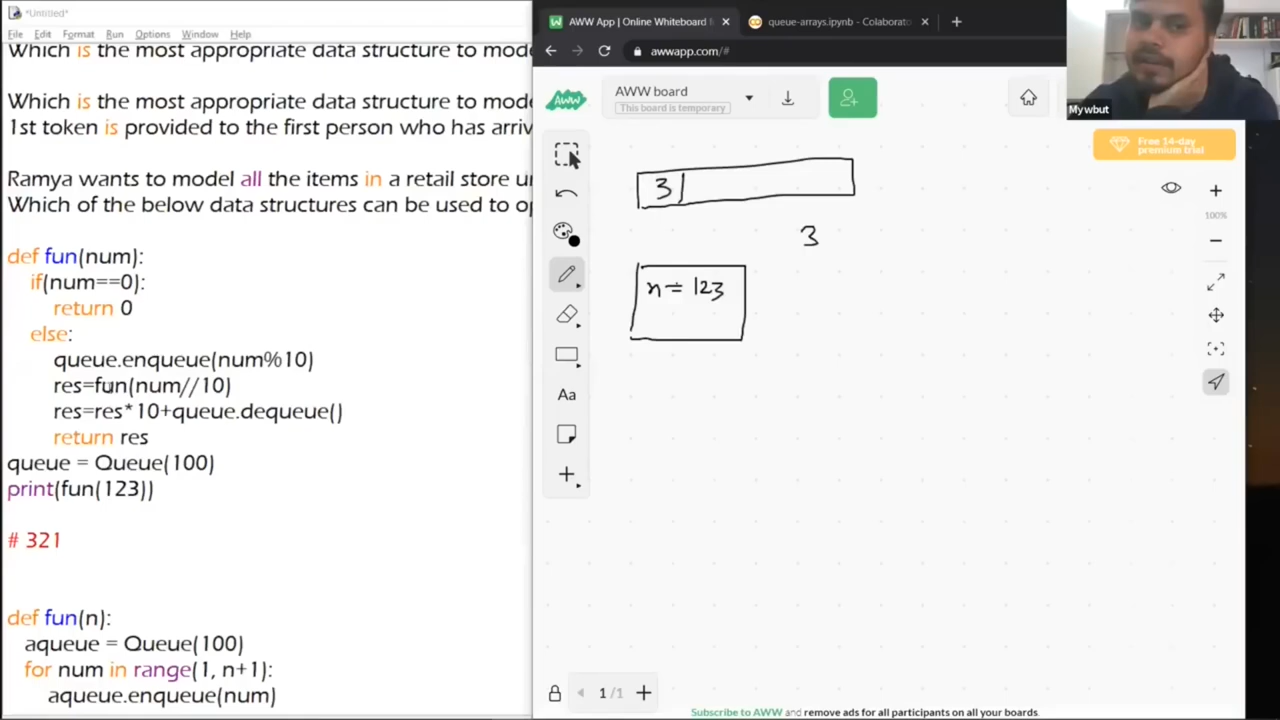 *Untitled*
File Edit Format Run Options Window Help
Which is the most appropriate data structure to mode
Which is the most appropriate data structure to mode
1st token is provided to the first person who has arriv
Ramya wants to model all the items in a retail store u
Which of the below data structures can be used to op
def fun(num):
if(num==0):
return 0
else:
queue.enqueue(num%10)
res=fun(num//10)
res=res*10+queue.dequeue()
return res
queue = Queue(100)
print(fun(123))
# 321
def fun(n):
aqueue = Queue(100)
for num in range(1, n+1):
aqueue.enqueue(num)
AWW App | Online Whiteboard
queue-arrays.ipynb - Colaborato
awwapp.com/#
AWW
AWW board
This board is temporary
Mywbut
Free 14-day
premium trial
100%
3
3
n = 123
Aa
1 /1
Subscribe to AWW and remove ads for all participants on all your boards.